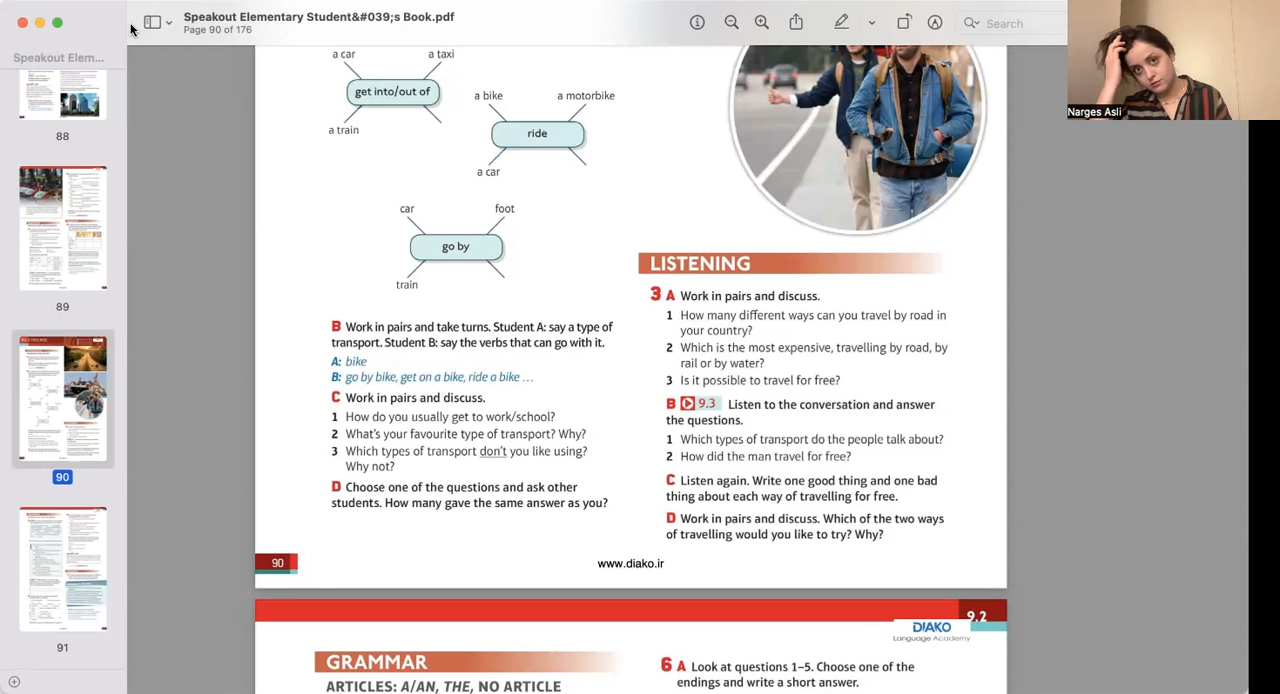 Speakout Elementary Student&#039;s Book.pdf
Page 90 of 176
Search
Speakout Elem...
88
89
90
91
Narges Asli
a car
a taxi
get into/out of
a train
a bike
a motorbike
ride
a car
car
foot
go by
train
B Work in pairs and take turns. Student A: say a type of
transport. Student B: say the verbs that can go with it.
A: bike
B: go by bike, get on a bike, ride a bike ...
C Work in pairs and discuss.
1 How do you usually get to work/school?
2 What's your favourite type of transport? Why?
3 Which types of transport don't you like using?
Why not?
D Choose one of the questions and ask other
students. How many gave the same answer as you?
LISTENING
3 A Work in pairs and discuss.
1 How many different ways can you travel by road in
your country?
2 Which is the most expensive, travelling by road, by
rail or by water?
3 Is it possible to travel for free?
B 9.3 Listen to the conversation and answer
the questions.
1 Which types of transport do the people talk about?
2 How did the man travel for free?
C Listen again. Write one good thing and one bad
thing about each way of travelling for free.
D Work in pairs and discuss. Which of the two ways
of travelling would you like to try? Why?
90
www.diako.ir
9.2
DIAKO
Language Academy
GRAMMAR
ARTICLES: A/AN, THE, NO ARTICLE
6 A Look at questions 1–5. Choose one of the
endings and write a short answer.